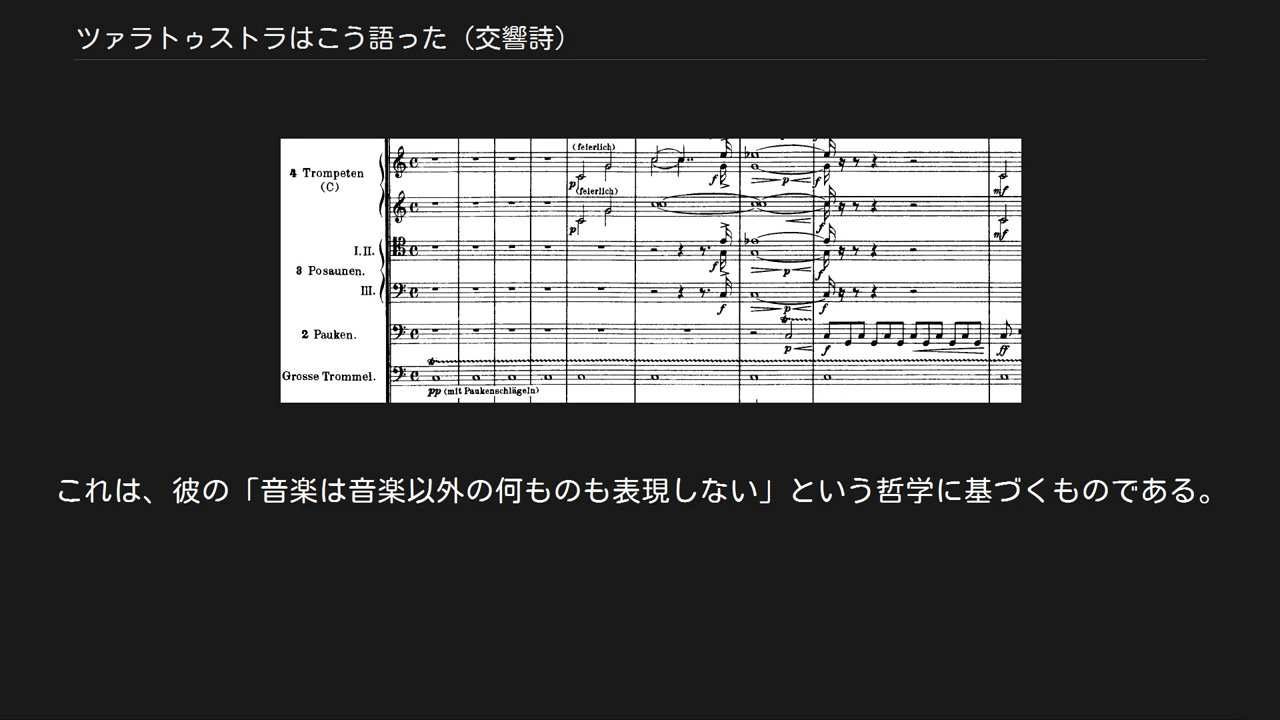 ツァラトゥストラはこう語った（交響詩）
(feierlich)
4 Trompeten
(C)
p
f
p
f
mf
(feierlich)
p
f
mf
I.II.
3 Posaunen.
f
p
f
III.
f
p
f
2 Pauken.
p
f
ff
Grosse Trommel.
pp (mit Paukenschlägeln)
これは、彼の「音楽は音楽以外の何ものも表現しない」という哲学に基づくものである。